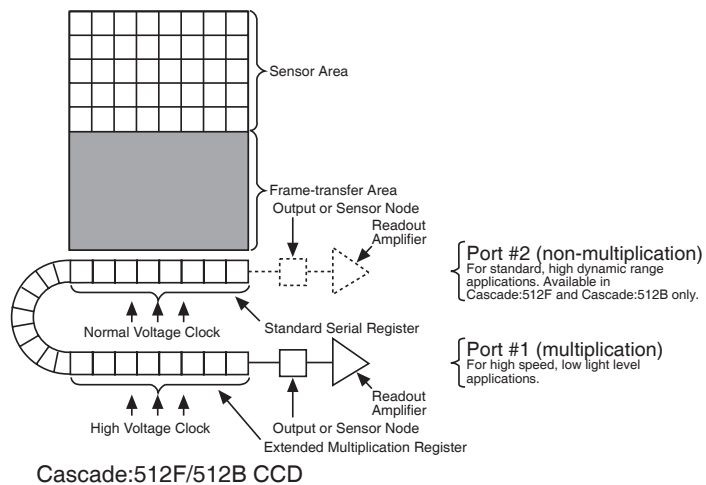 Sensor Area
Frame-transfer Area
Output or Sensor Node
Readout
Amplifier
Port #2 (non-multiplication)
For standard, high dynamic range
applications. Available in
Cascade:512F and Cascade:512B only.
Normal Voltage Clock
Standard Serial Register
Port #1 (multiplication)
For high speed, low light level
applications.
Readout
Amplifier
High Voltage Clock
Output or Sensor Node
Extended Multiplication Register
Cascade:512F/512B CCD